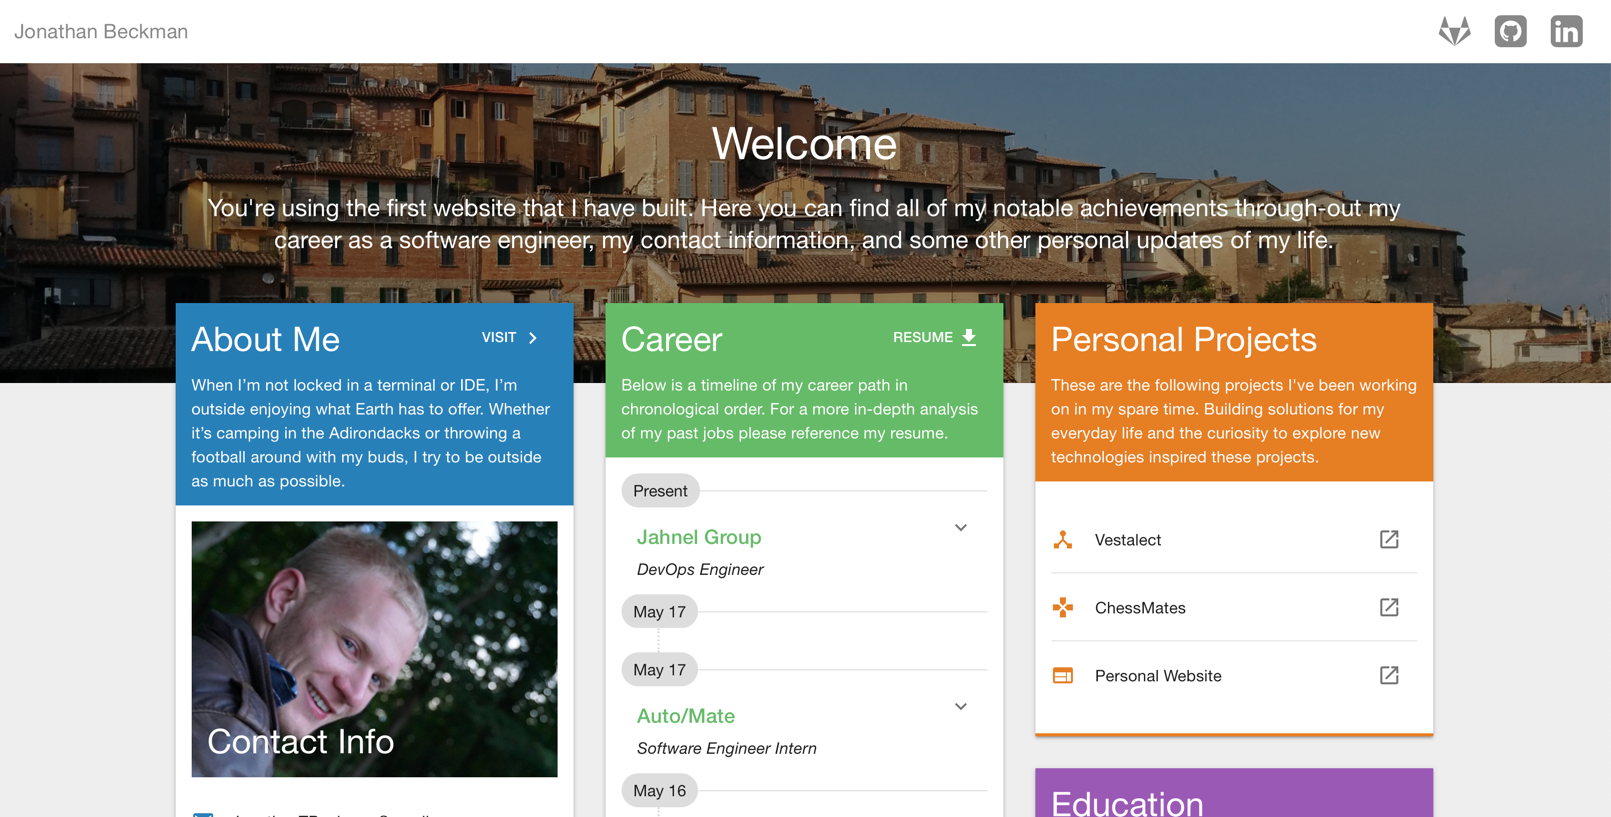 Jonathan Beckman
in
Welcome
You're using the first website that I have built. Here you can find all of my notable achievements through-out my
career as a software engineer, my contact information, and some other personal updates of my life.
About Me
VISIT
When I’m not locked in a terminal or IDE, I’m
outside enjoying what Earth has to offer. Whether
it’s camping in the Adirondacks or throwing a
football around with my buds, I try to be outside
as much as possible.
Contact Info
Career
RESUME
Below is a timeline of my career path in
chronological order. For a more in-depth analysis
of my past jobs please reference my resume.
Present
Jahnel Group
DevOps Engineer
May 17
May 17
Auto/Mate
Software Engineer Intern
May 16
Personal Projects
These are the following projects I've been working
on in my spare time. Building solutions for my
everyday life and the curiosity to explore new
technologies inspired these projects.
Vestalect
ChessMates
Personal Website
Education